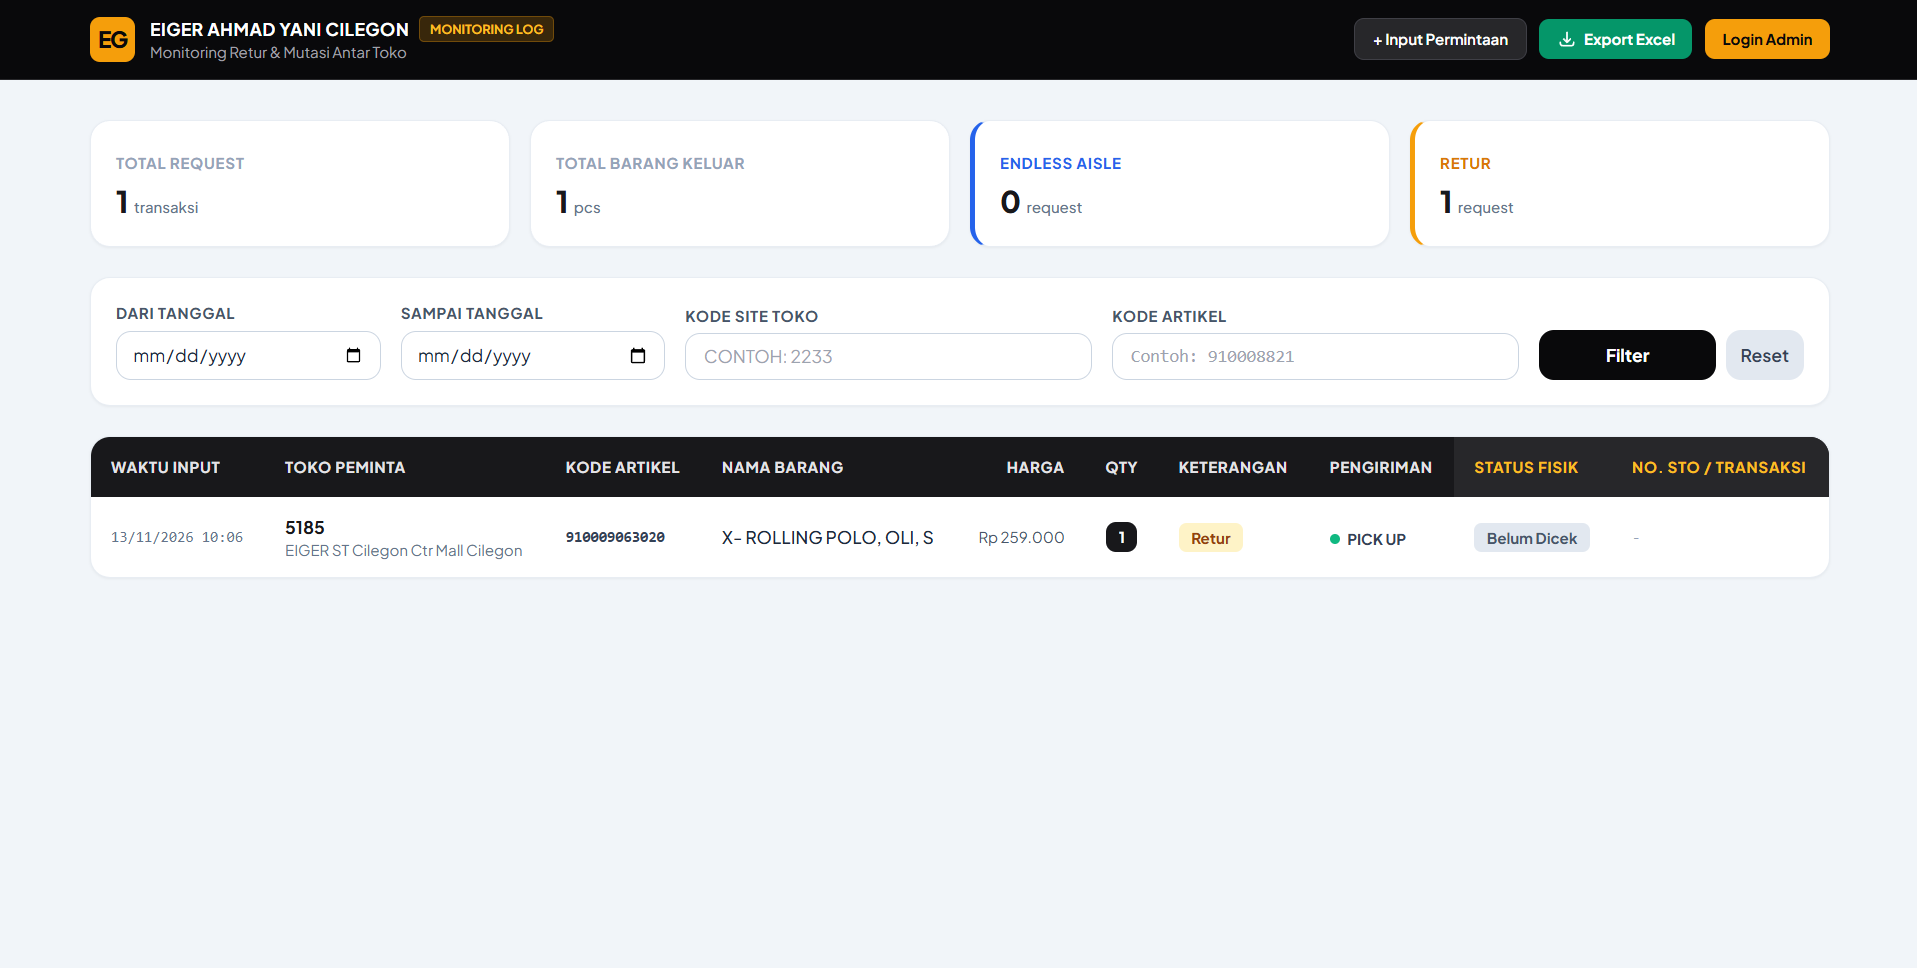 EG
EIGER AHMAD YANI CILEGON
MONITORING LOG
Monitoring Retur & Mutasi Antar Toko
+ Input Permintaan
Export Excel
Login Admin
TOTAL REQUEST
1 transaksi
TOTAL BARANG KELUAR
1 pcs
ENDLESS AISLE
0 request
RETUR
1 request
DARI TANGGAL
mm/dd/yyyy
SAMPAI TANGGAL
mm/dd/yyyy
KODE SITE TOKO
CONTOH: 2233
KODE ARTIKEL
Contoh: 910008821
Filter
Reset
WAKTU INPUT TOKO PEMINTA KODE ARTIKEL NAMA BARANG HARGA QTY KETERANGAN PENGIRIMAN STATUS FISIK NO. STO / TRANSAKSI
13/11/2026 10:06 5185 910009063020 X- ROLLING POLO, OLI, S Rp 259.000 1 Retur PICK UP Belum Dicek -
EIGER ST Cilegon Ctr Mall Cilegon